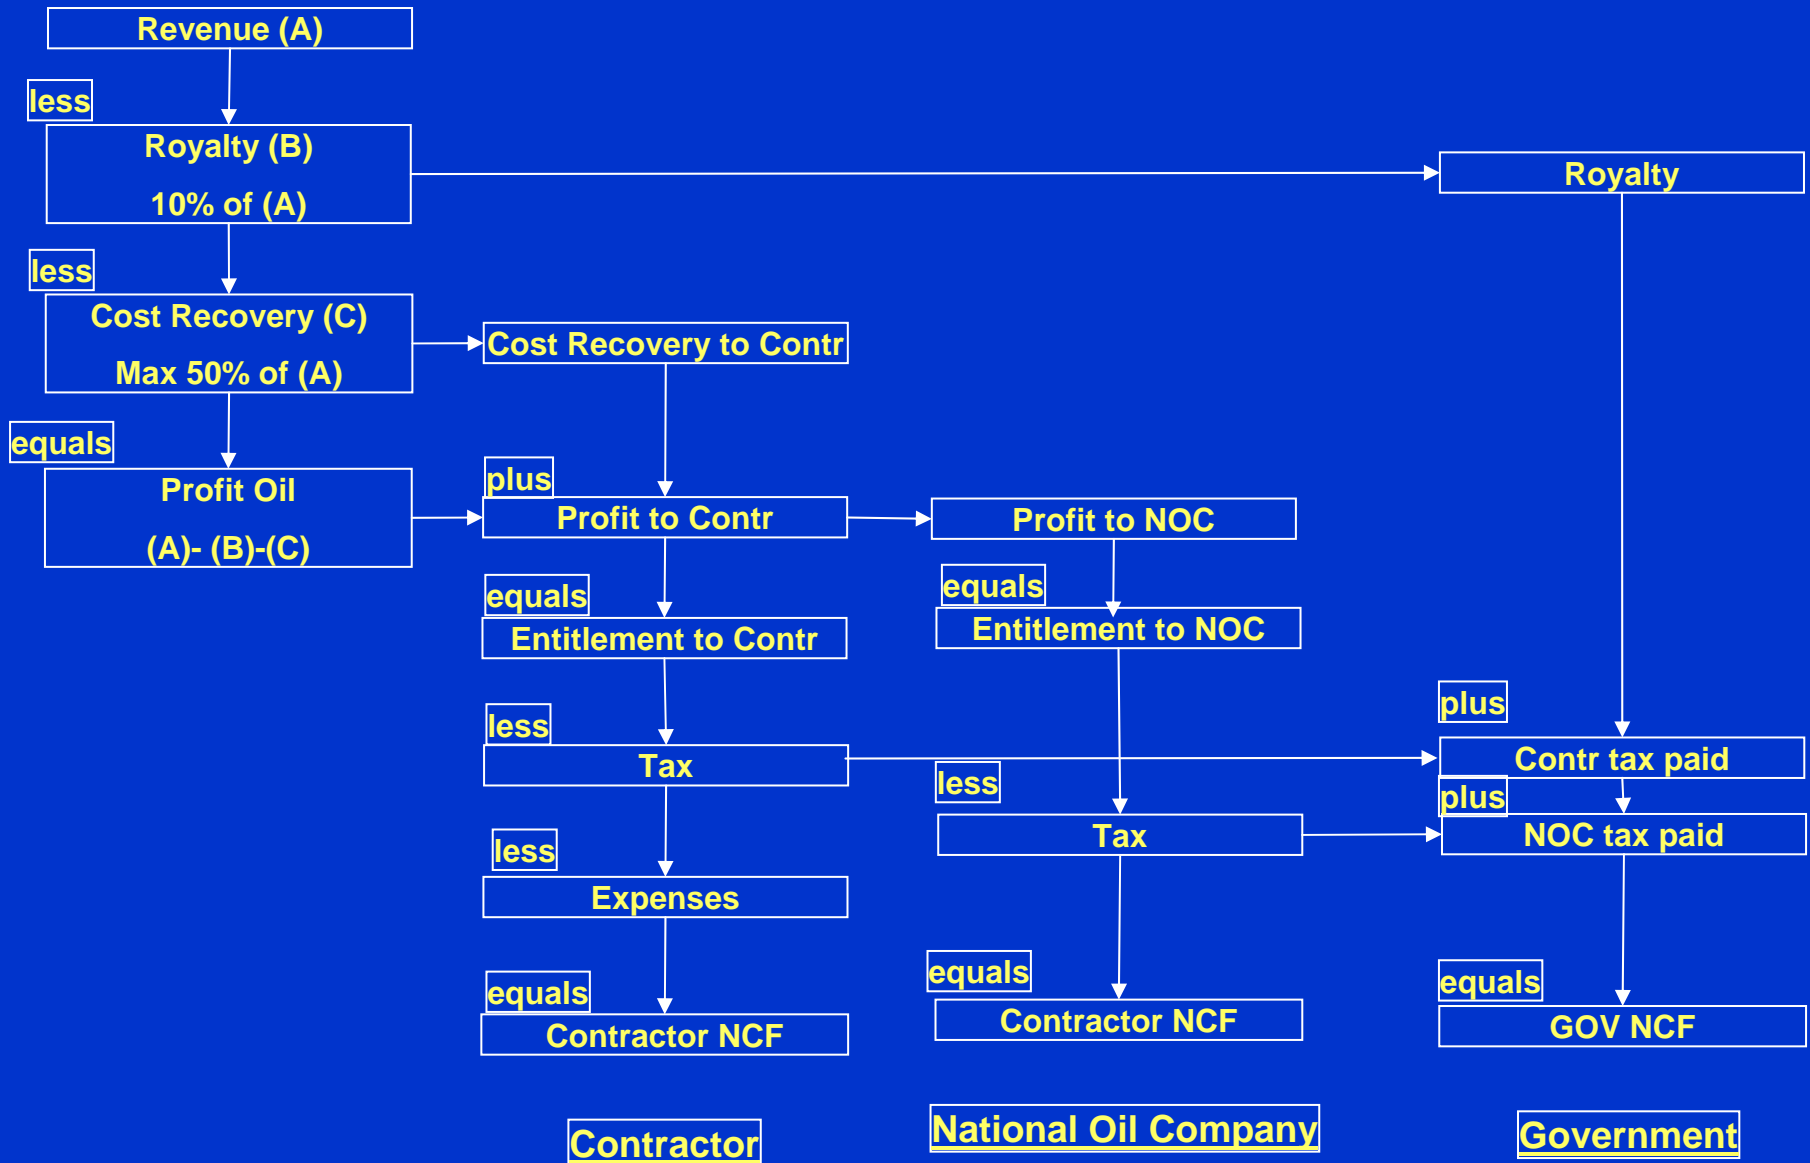 Revenue (A)
less
Royalty (B)
10% of (A)
Royalty
less
Cost Recovery (C)
Max 50% of (A)
Cost Recovery to Contr
equals
Profit Oil
(A)- (B)-(C)
plus
Profit to Contr
Profit to NOC
equals
Entitlement to Contr
equals
Entitlement to NOC
less
Tax
plus
Contr tax paid
less
Tax
plus
NOC tax paid
less
Expenses
equals
Contractor NCF
equals
Contractor NCF
equals
GOV NCF
Contractor
National Oil Company
Government